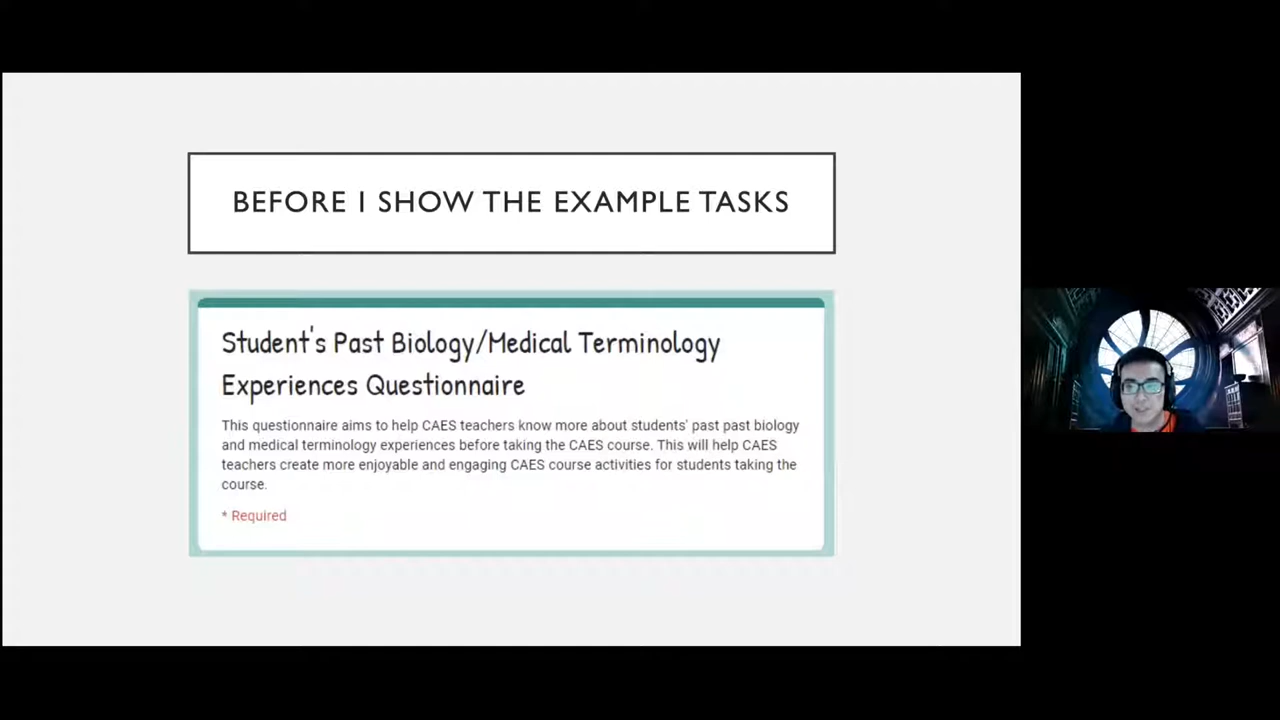 BEFORE I SHOW THE EXAMPLE TASKS
Student's Past Biology/Medical Terminology
Experiences Questionnaire
This questionnaire aims to help CAES teachers know more about students' past past biology
and medical terminology experiences before taking the CAES course. This will help CAES
teachers create more enjoyable and engaging CAES course activities for students taking the
course.
* Required